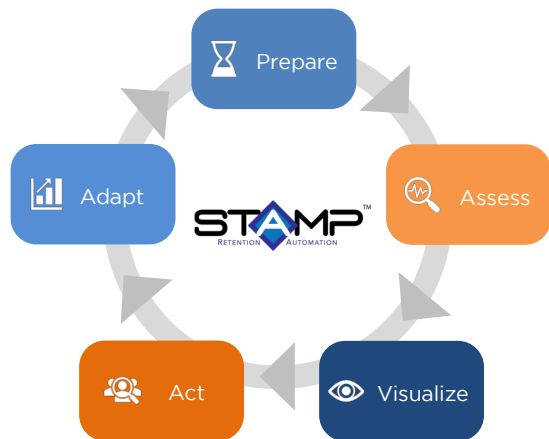 Prepare
Adapt
Assess
STAMP™
RETENTION AUTOMATION
Act
Visualize